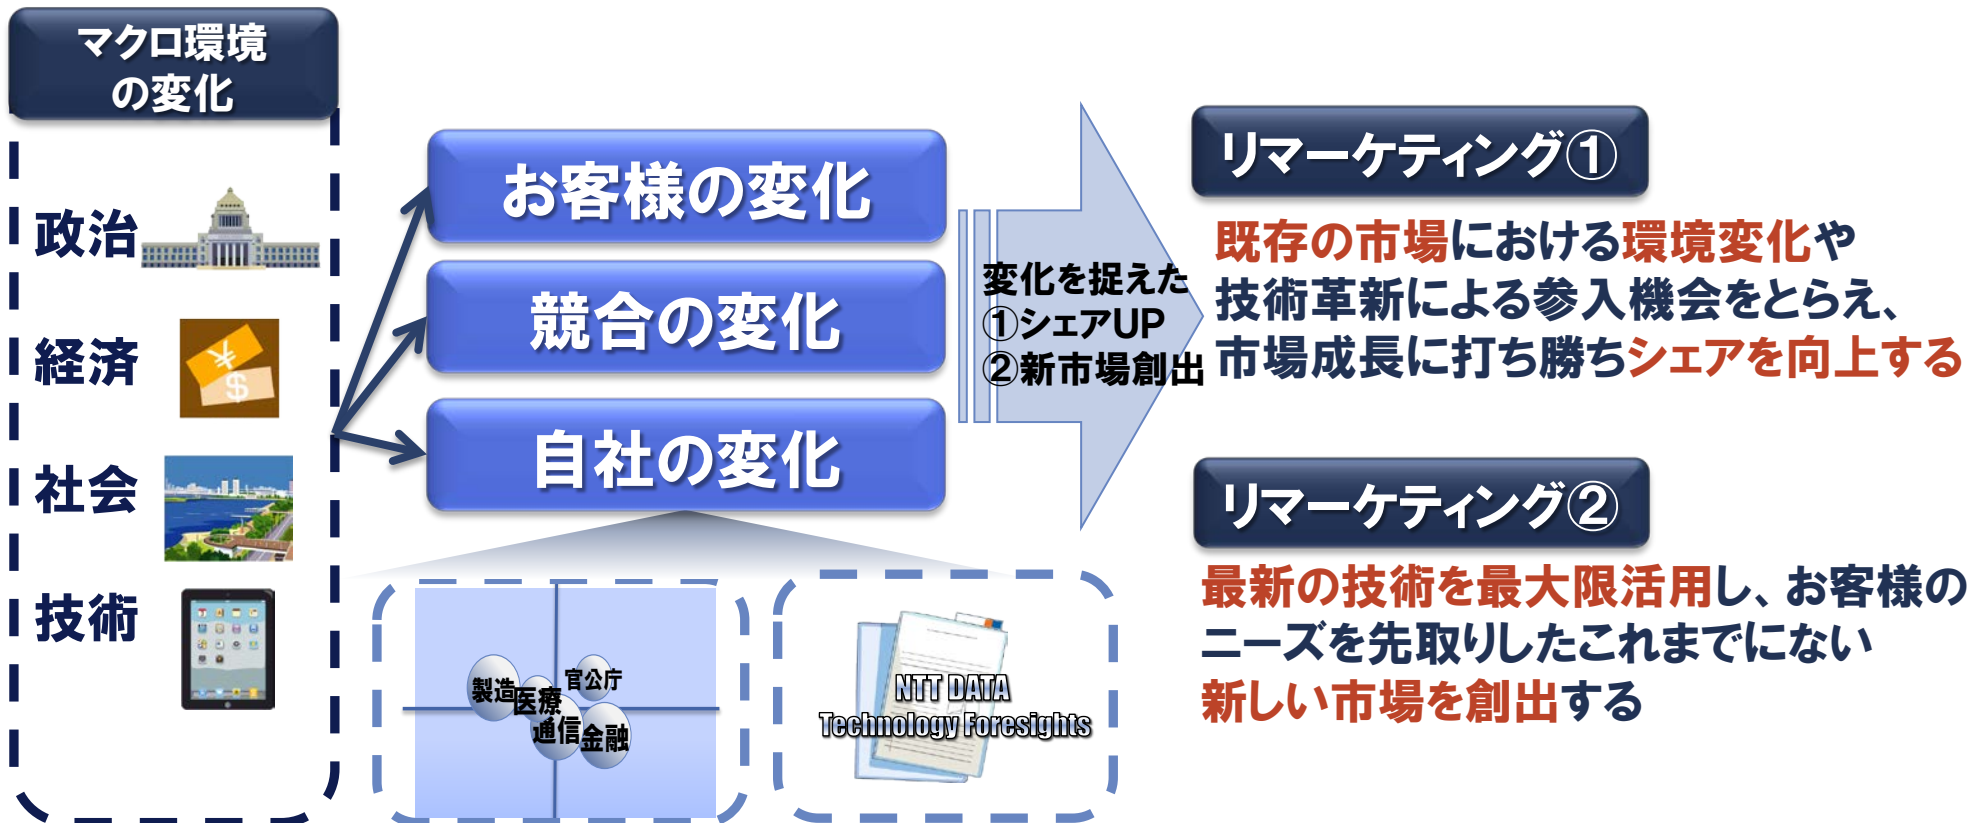 マクロ環境
の変化
政治
経済
社会
技術
お客様の変化
競合の変化
自社の変化
製造
医療
官公庁
通信
金融
NTT DATA
Technology Foresights
変化を捉えた
①シェアUP
②新市場創出
リマーケティング①
既存の市場における環境変化や
技術革新による参入機会をとらえ、
市場成長に打ち勝ちシェアを向上する
リマーケティング②
最新の技術を最大限活用し、お客様の
ニーズを先取りしたこれまでにない
新しい市場を創出する